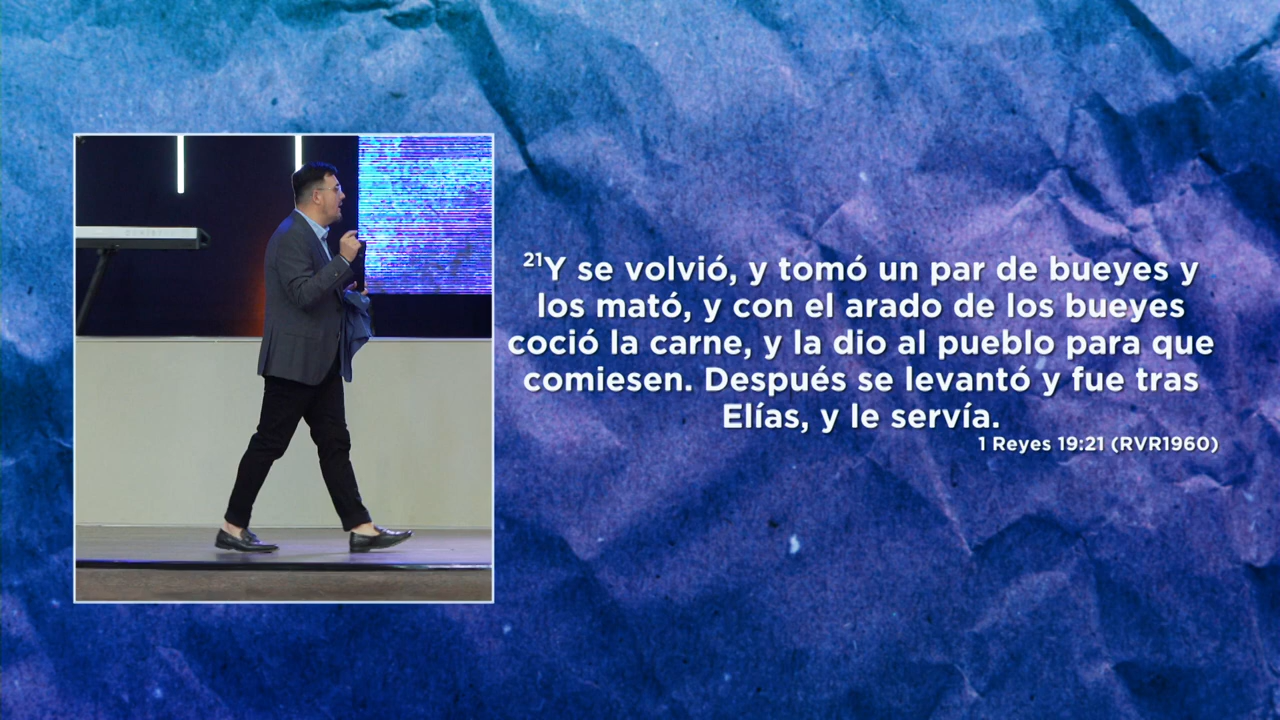 ²¹Y se volvió, y tomó un par de bueyes y
los mató, y con el arado de los bueyes
coció la carne, y la dio al pueblo para que
comiesen. Después se levantó y fue tras
Elías, y le servía.
1 Reyes 19:21 (RVR1960)